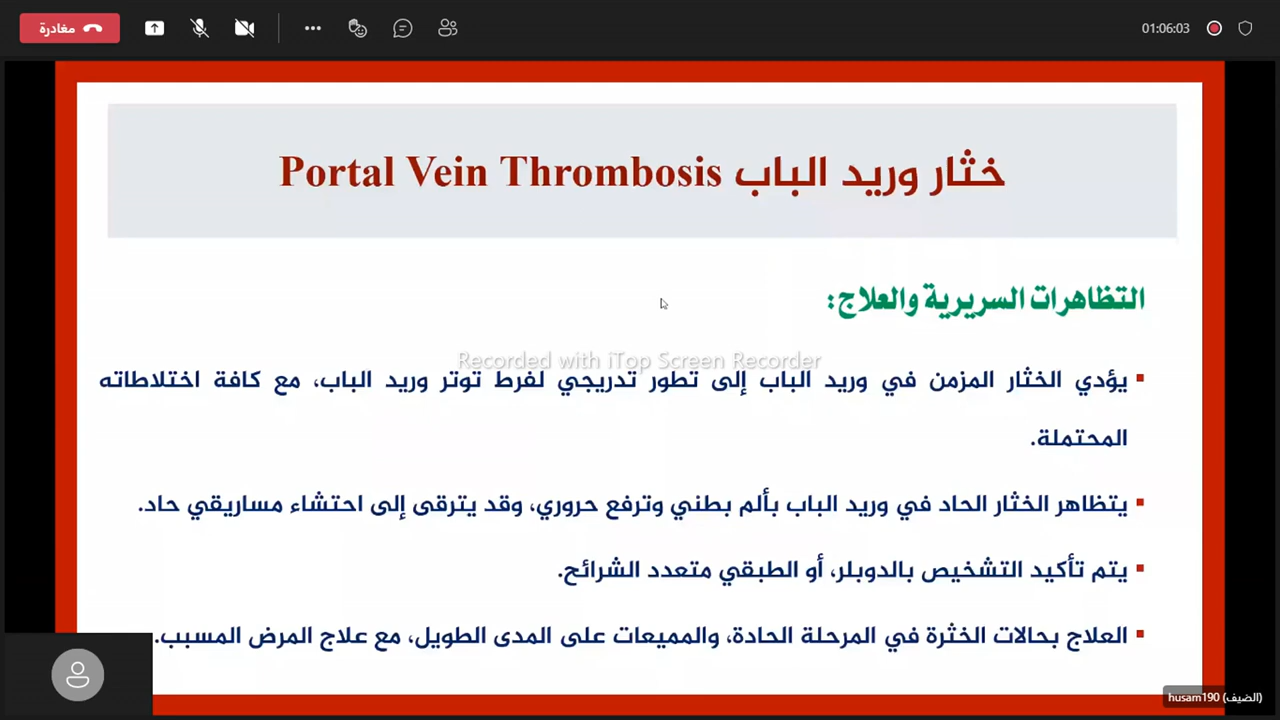 مغادرة
01:06:03
خثار وريد الباب Portal Vein Thrombosis
التظاهرات السريرية والعلاج:
Recorded with iTop Screen Recorder
▪ يؤدي الخثار المزمن في وريد الباب إلى تطور تدريجي لفرط توتر وريد الباب، مع كافة اختلاطاته
المحتملة.
▪ يتظاهر الخثار الحاد في وريد الباب بألم بطني وترفع حروري، وقد يترقى إلى احتشاء مساريقي حاد.
▪ يتم تأكيد التشخيص بالدوبلر، أو الطبقي متعدد الشرائح.
▪ العلاج بحالات الخثرة في المرحلة الحادة، والمميعات على المدى الطويل، مع علاج المرض المسبب.
husam190 (الضيف)